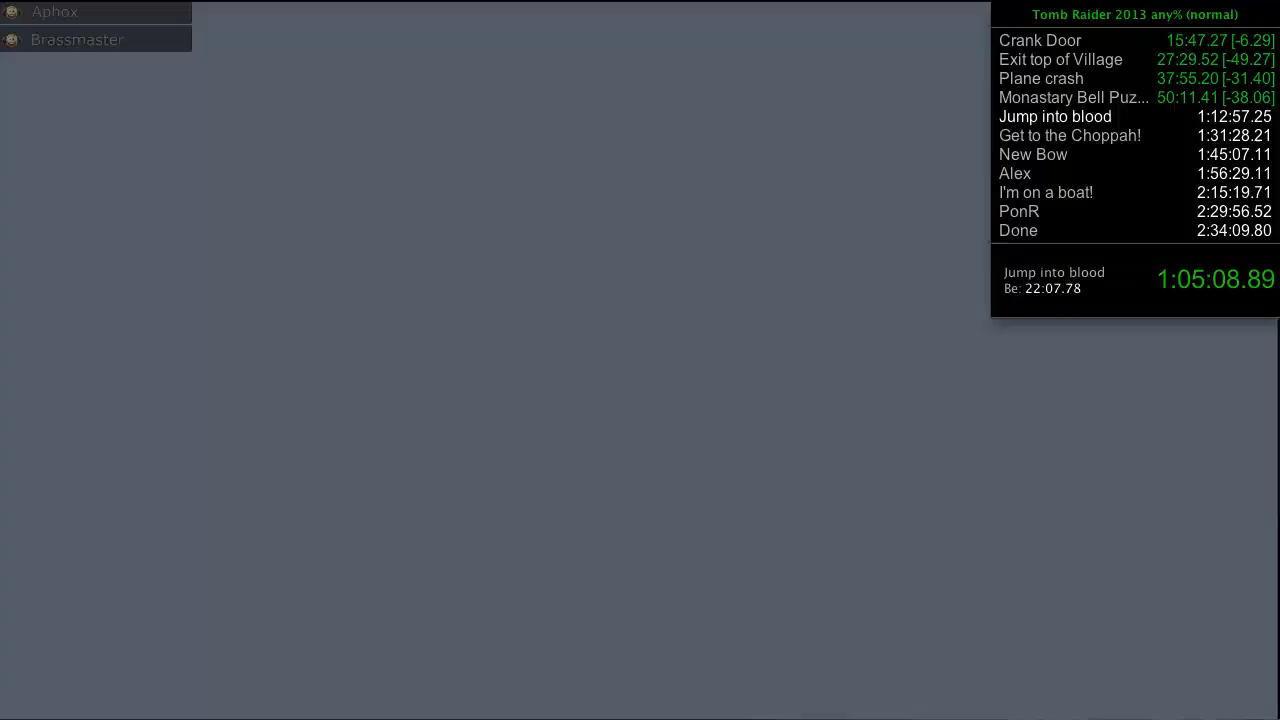 Aphox
Brassmaster
Tomb Raider 2013 any% (normal)
Crank Door 15:47.27 [-6.29]
Exit top of Village 27:29.52 [-49.27]
Plane crash 37:55.20 [-31.40]
Monastary Bell Puz... 50:11.41 [-38.06]
Jump into blood 1:12:57.25
Get to the Choppah! 1:31:28.21
New Bow 1:45:07.11
Alex 1:56:29.11
I'm on a boat! 2:15:19.71
PonR 2:29:56.52
Done 2:34:09.80
Jump into blood 1:05:08.89
Be: 22:07.78